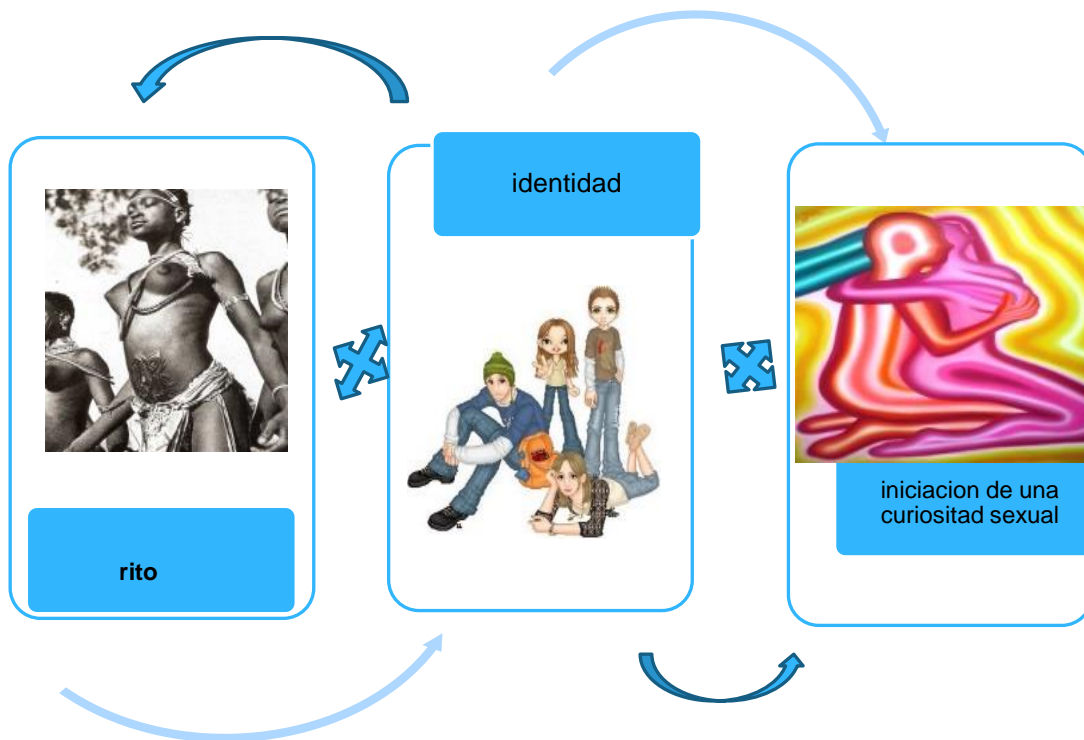 identidad
iniciacion de una
curiositad sexual
rito